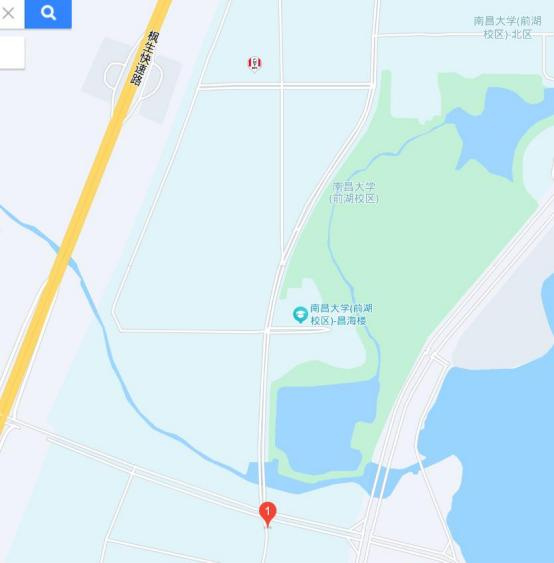 南昌大学(前湖
校区)-北区
枫生快速路
南昌大学
(前湖校区)
南昌大学(前湖
校区)-昌海楼
1